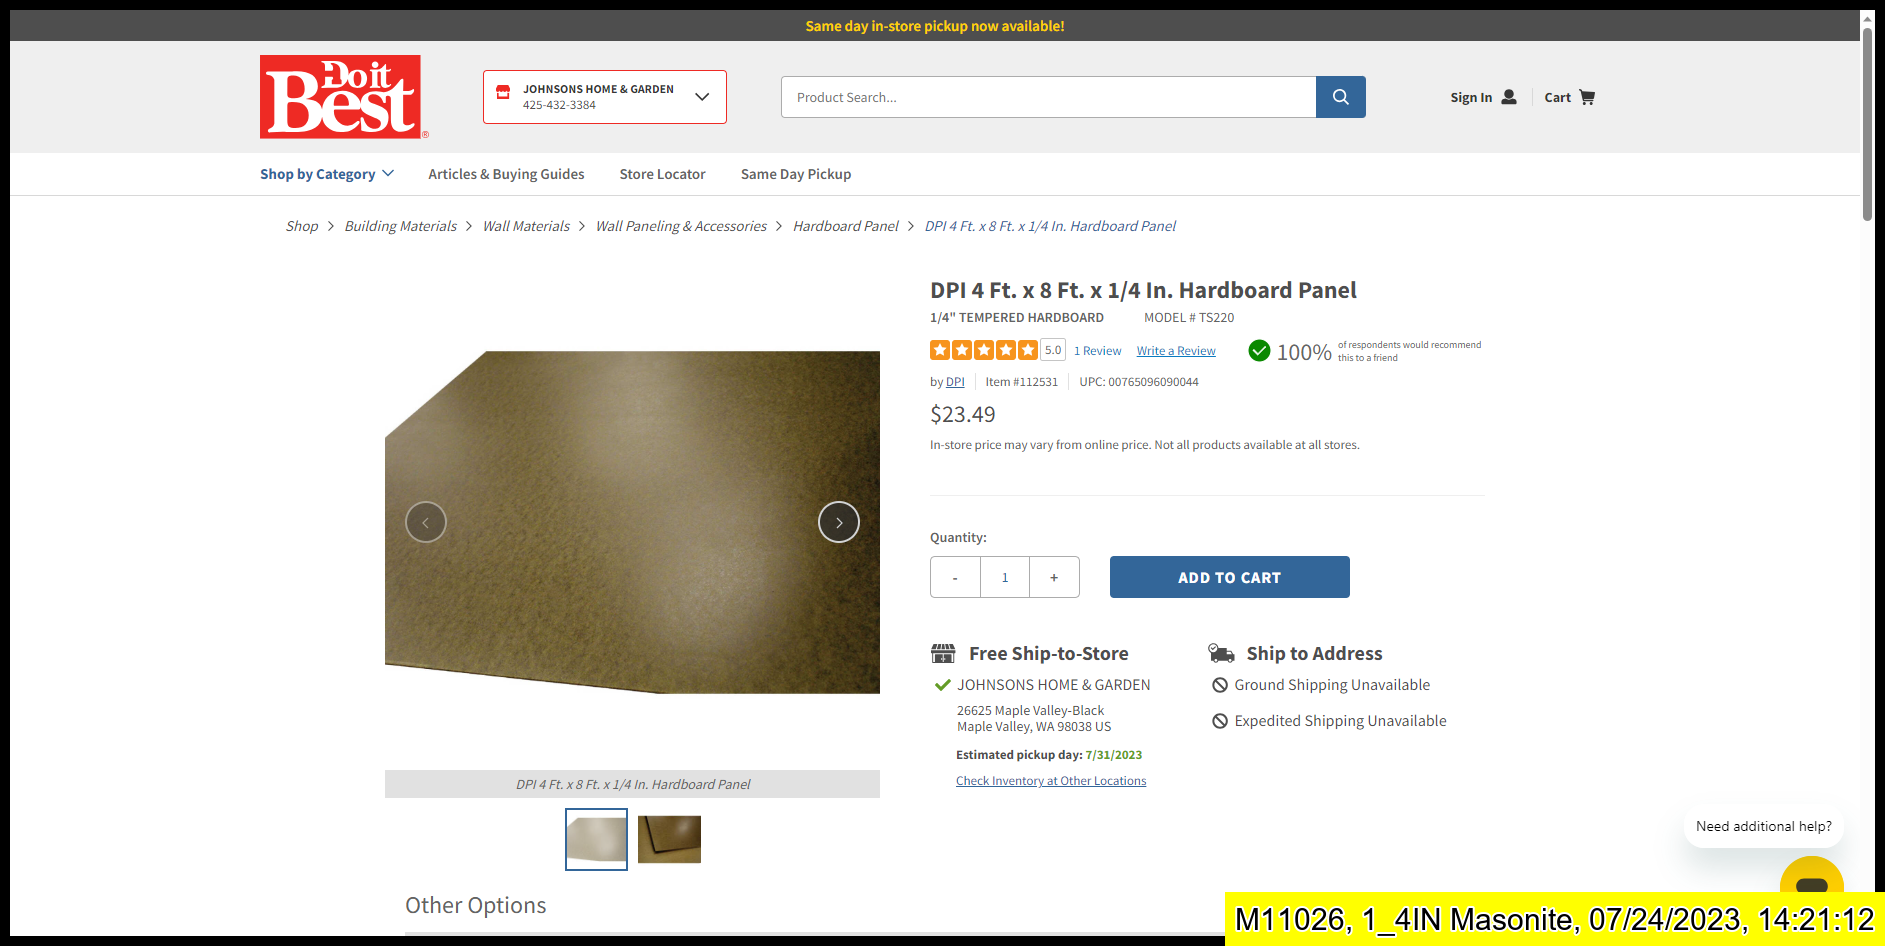 Same day in-store pickup now available!
Do it
Best
®
JOHNSONS HOME & GARDEN
425-432-3384
Product Search...
Sign In
Cart
Shop by Category
Articles & Buying Guides
Store Locator
Same Day Pickup
Shop > Building Materials > Wall Materials > Wall Paneling & Accessories > Hardboard Panel > DPI 4 Ft. x 8 Ft. x 1/4 In. Hardboard Panel
DPI 4 Ft. x 8 Ft. x 1/4 In. Hardboard Panel
1/4" TEMPERED HARDBOARD MODEL # TS220
5.0 1 Review Write a Review
100% of respondents would recommend
this to a friend
by DPI Item #112531 UPC: 00765096090044
$23.49
In-store price may vary from online price. Not all products available at all stores.
Quantity:
- 1 +
ADD TO CART
Free Ship-to-Store
JOHNSONS HOME & GARDEN
26625 Maple Valley-Black
Maple Valley, WA 98038 US
Estimated pickup day: 7/31/2023
Check Inventory at Other Locations
Ship to Address
Ground Shipping Unavailable
Expedited Shipping Unavailable
DPI 4 Ft. x 8 Ft. x 1/4 In. Hardboard Panel
Other Options
Need additional help?
M11026, 1_4IN Masonite, 07/24/2023, 14:21:12